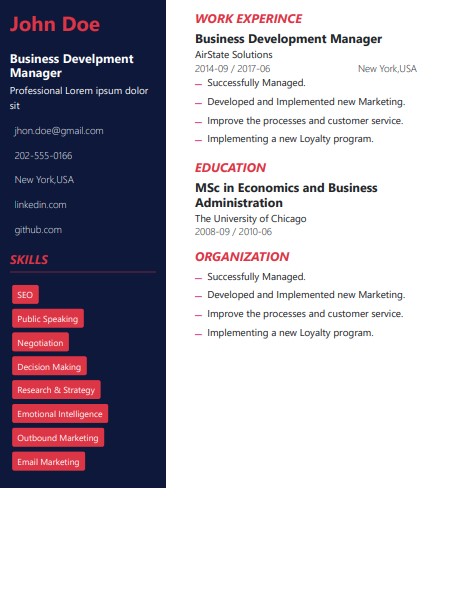 John Doe
Business Develpment
Manager
Professional Lorem ipsum dolor
sit
jhon.doe@gmail.com
202-555-0166
New York,USA
linkedin.com
github.com
SKILLS
SEO
Public Speaking
Negotiation
Decision Making
Research & Strategy
Emotional Intelligence
Outbound Marketing
Email Marketing
WORK EXPERINCE
Business Development Manager
AirState Solutions
2014-09 / 2017-06 New York,USA
Successfully Managed.
Developed and Implemented new Marketing.
Improve the processes and customer service.
Implementing a new Loyalty program.
EDUCATION
MSc in Economics and Business
Administration
The University of Chicago
2008-09 / 2010-06
ORGANIZATION
Successfully Managed.
Developed and Implemented new Marketing.
Improve the processes and customer service.
Implementing a new Loyalty program.